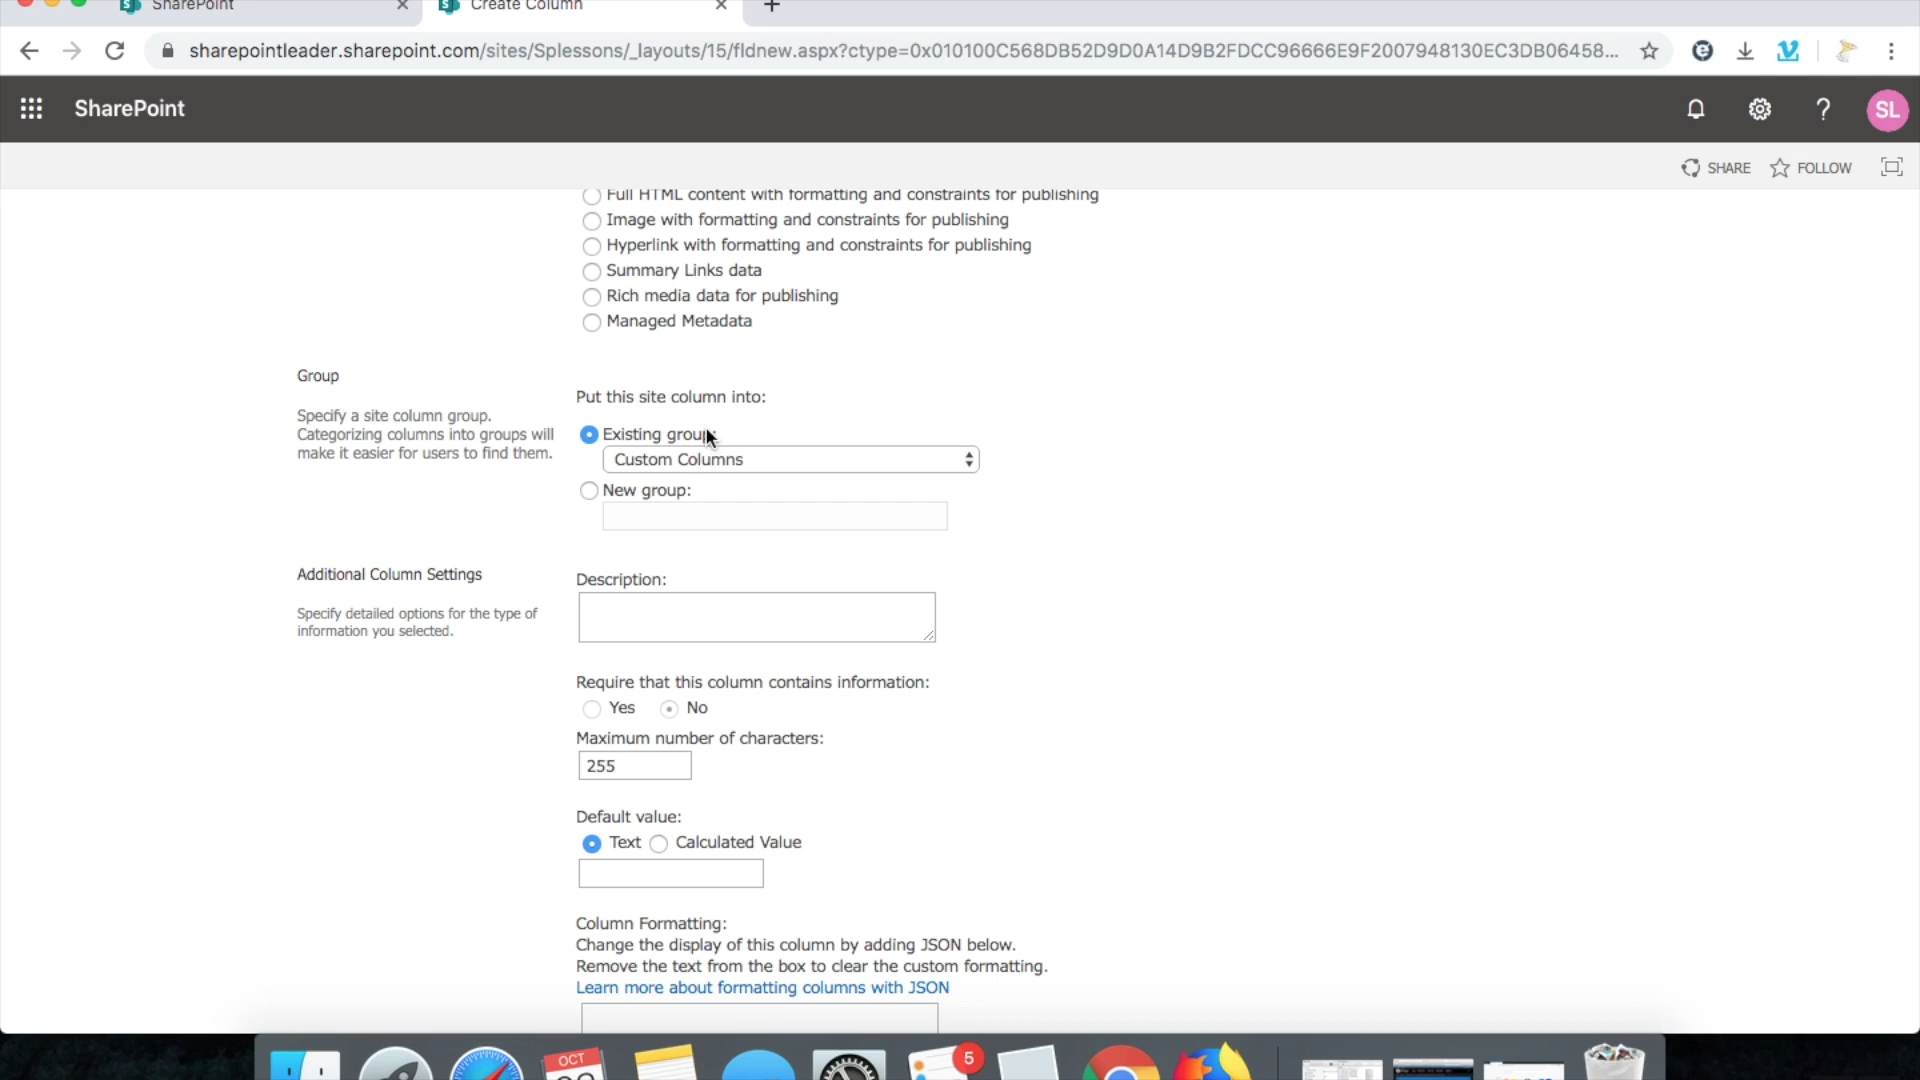 SharePoint
Create Column
sharepointleader.sharepoint.com/sites/Splessons/_layouts/15/fldnew.aspx?ctype=0x010100C568DB52D9D0A14D9B2FDCC96666E9F2007948130EC3DB06458...
SharePoint
SL
SHARE
FOLLOW
Full HTML content with formatting and constraints for publishing
Image with formatting and constraints for publishing
Hyperlink with formatting and constraints for publishing
Summary Links data
Rich media data for publishing
Managed Metadata
Group
Specify a site column group.
Categorizing columns into groups will
make it easier for users to find them.
Put this site column into:
Existing group:
Custom Columns
New group:
Additional Column Settings
Specify detailed options for the type of
information you selected.
Description:
Require that this column contains information:
Yes No
Maximum number of characters:
255
Default value:
Text Calculated Value
Column Formatting:
Change the display of this column by adding JSON below.
Remove the text from the box to clear the custom formatting.
Learn more about formatting columns with JSON
OCT
5